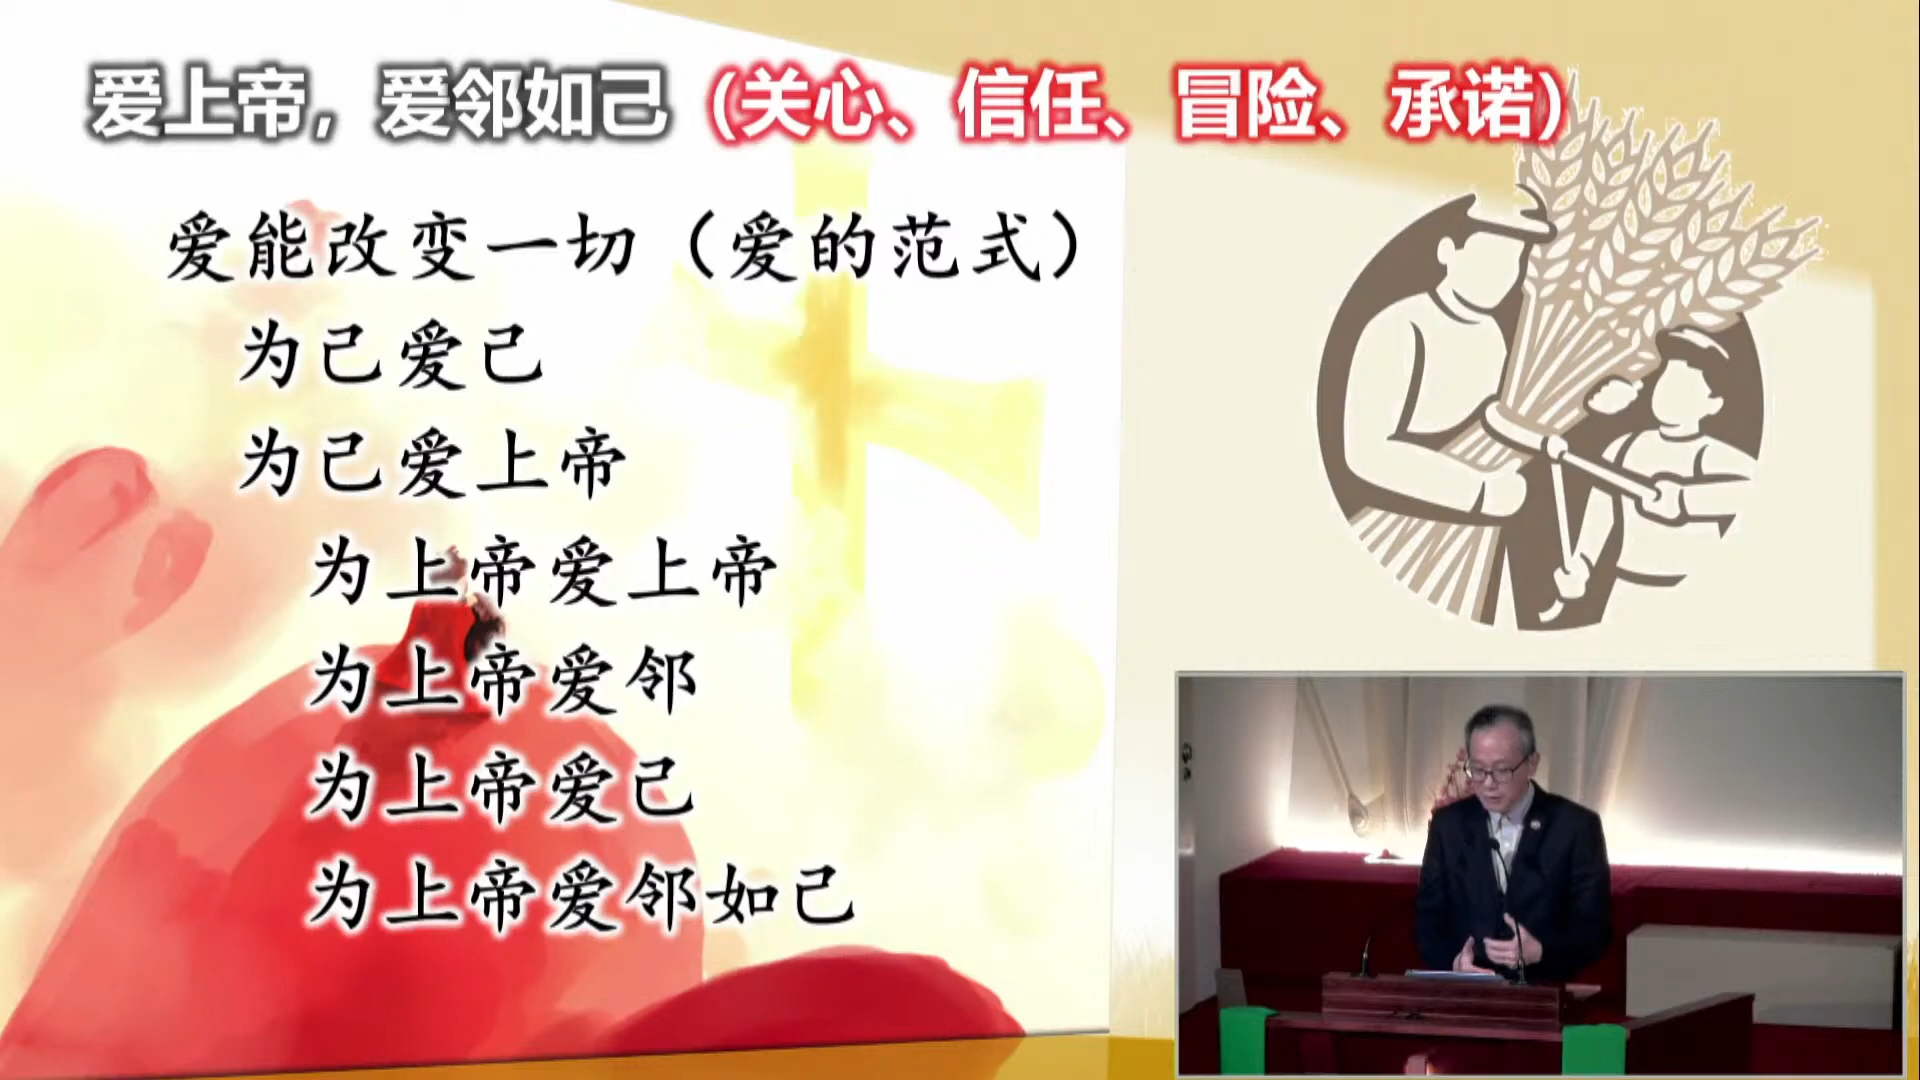 爱上帝，爱邻如己（关心、信任、冒险、承诺）
爱能改变一切（爱的范式）
为己爱己
为己爱上帝
为上帝爱上帝
为上帝爱邻
为上帝爱己
为上帝爱邻如己